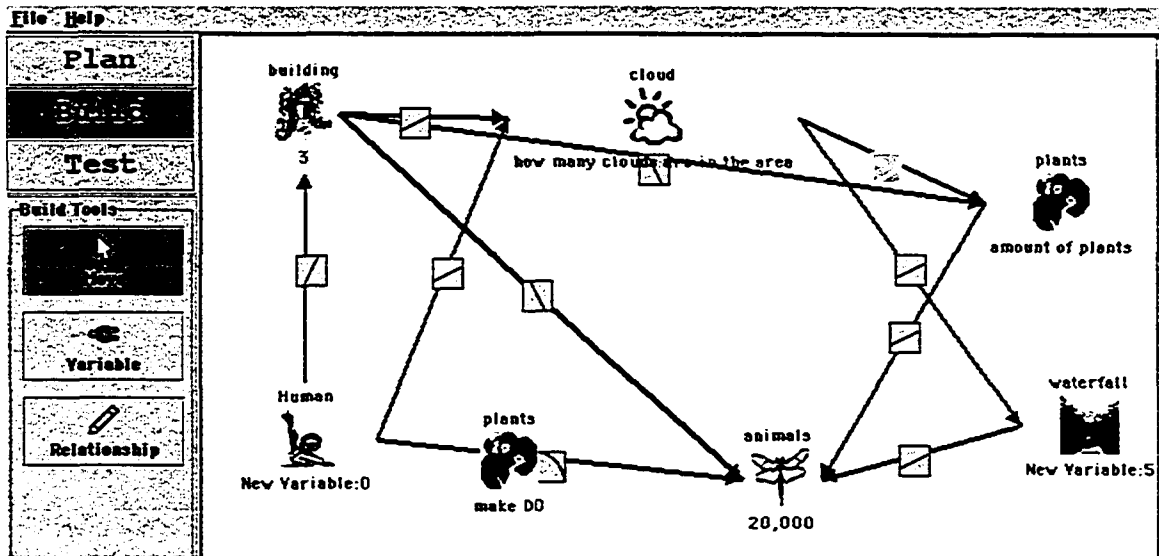 File Help
Plan
Build
Test
Build Tools
Move
Variable
Relationship
building
3
cloud
how many clouds are in the area
plants
amount of plants
Human
New Variable:0
plants
make DO
animals
20,000
waterfall
New Variable:5